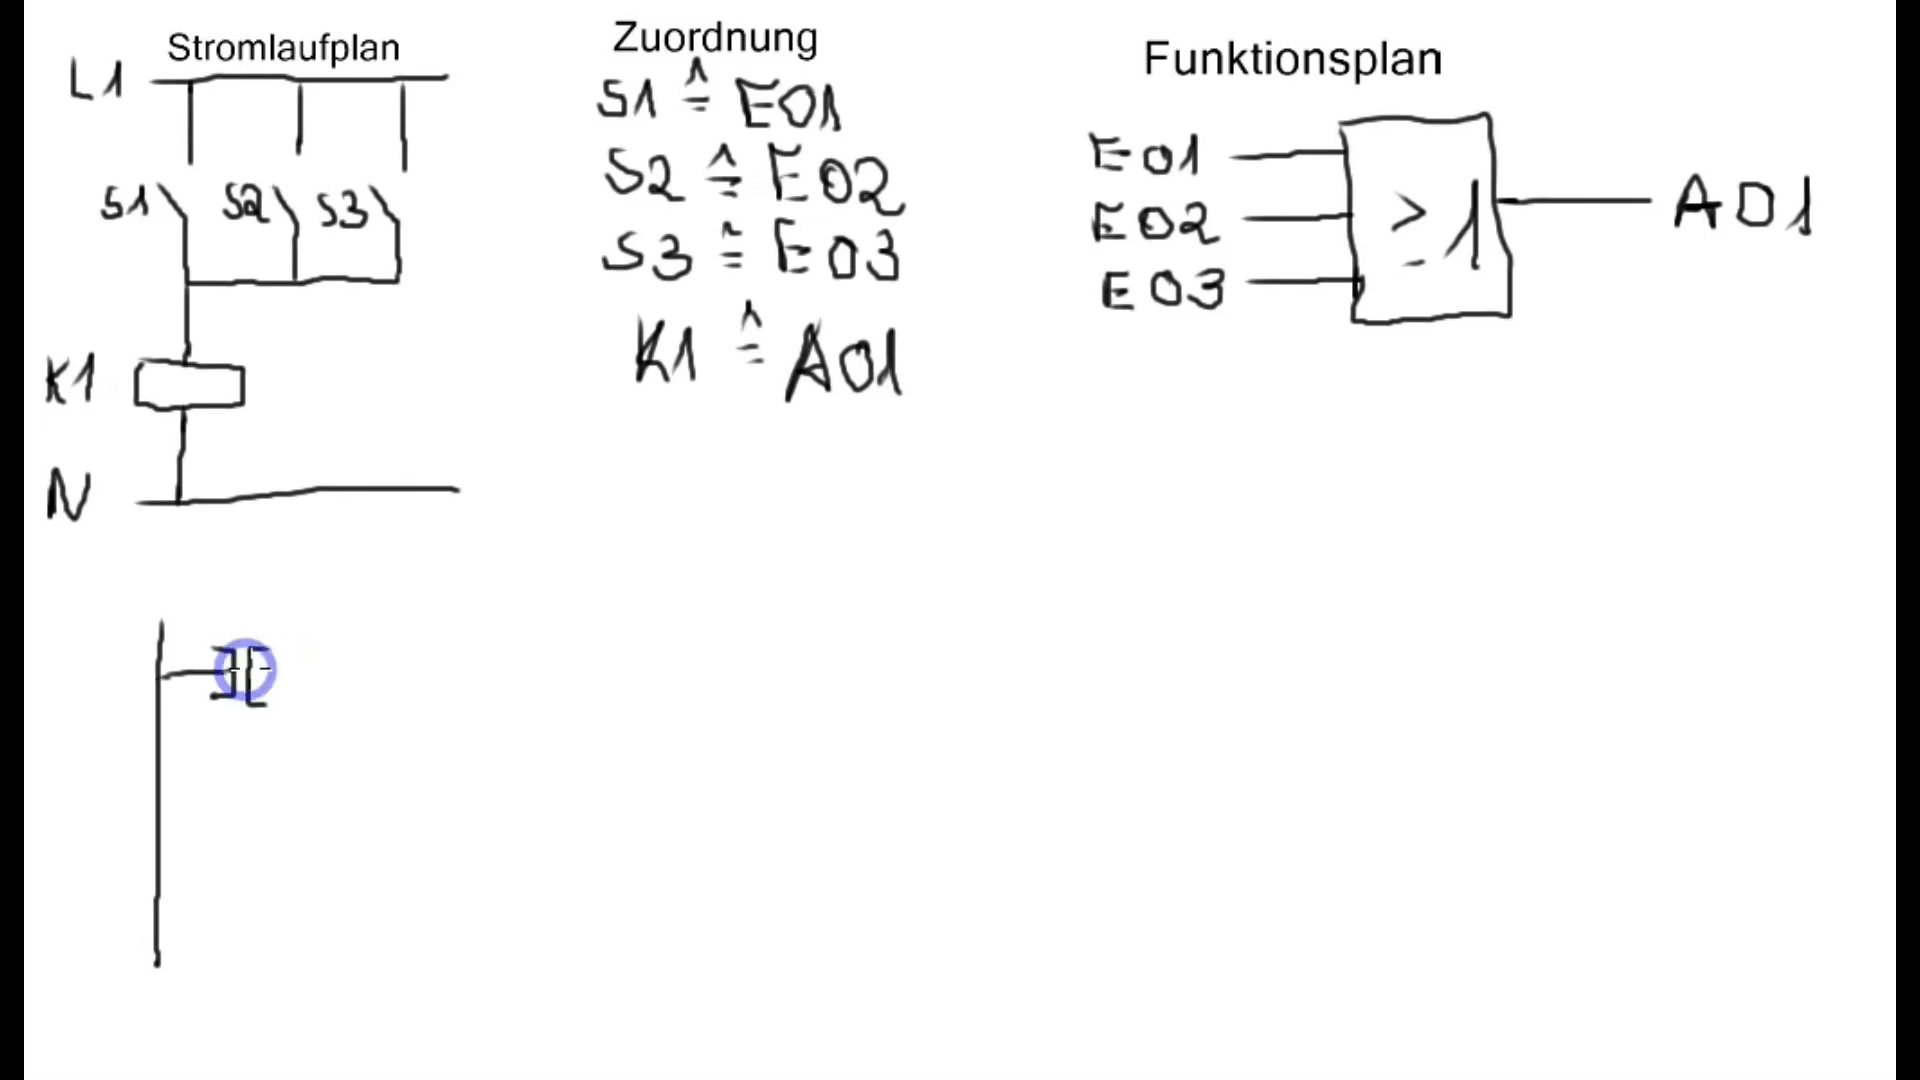 Stromlaufplan
L1
S1 S2 S3
K1
N
Zuordnung
S1 ≙ E01
S2 ≙ E02
S3 ≙ E03
K1 ≙ A01
Funktionsplan
E01
E02
E03
≥1
A01